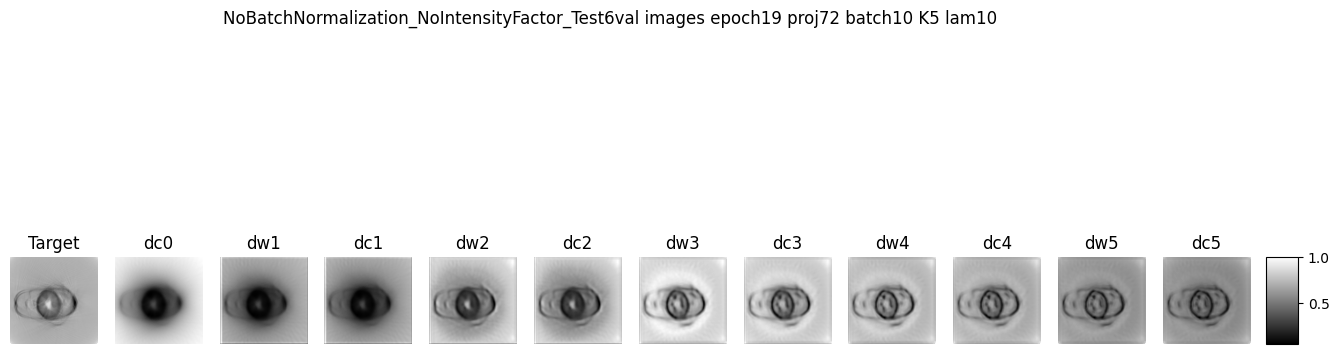 NoBatchNormalization_NoIntensityFactor_Test6val images epoch19 proj72 batch10 K5 lam10
Target dc0 dw1 dc1 dw2 dc2 dw3 dc3 dw4 dc4 dw5 dc5
1.0
0.5